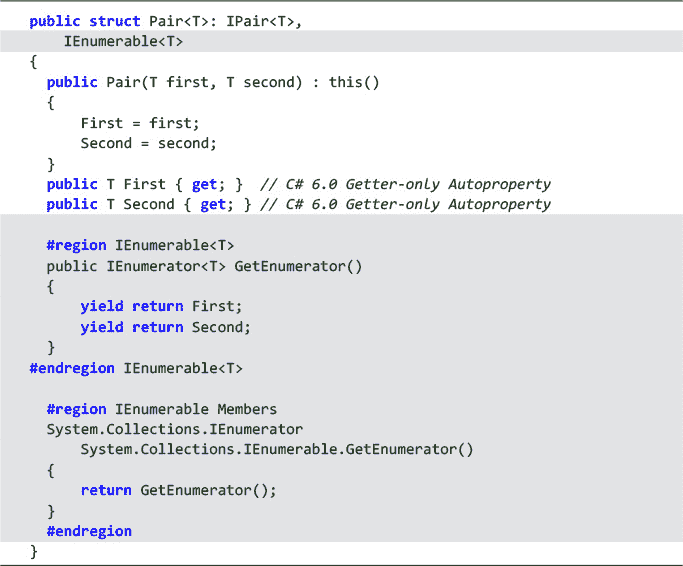 public struct Pair<T>: IPair<T>,
    IEnumerable<T>
{
  public Pair(T first, T second) : this()
  {
      First = first;
      Second = second;
  }
  public T First { get; }  // C# 6.0 Getter-only Autoproperty
  public T Second { get; } // C# 6.0 Getter-only Autoproperty
  #region IEnumerable<T>
  public IEnumerator<T> GetEnumerator()
  {
      yield return First;
      yield return Second;
  }
#endregion IEnumerable<T>
  #region IEnumerable Members
  System.Collections.IEnumerator
      System.Collections.IEnumerable.GetEnumerator()
  {
      return GetEnumerator();
  }
  #endregion
}